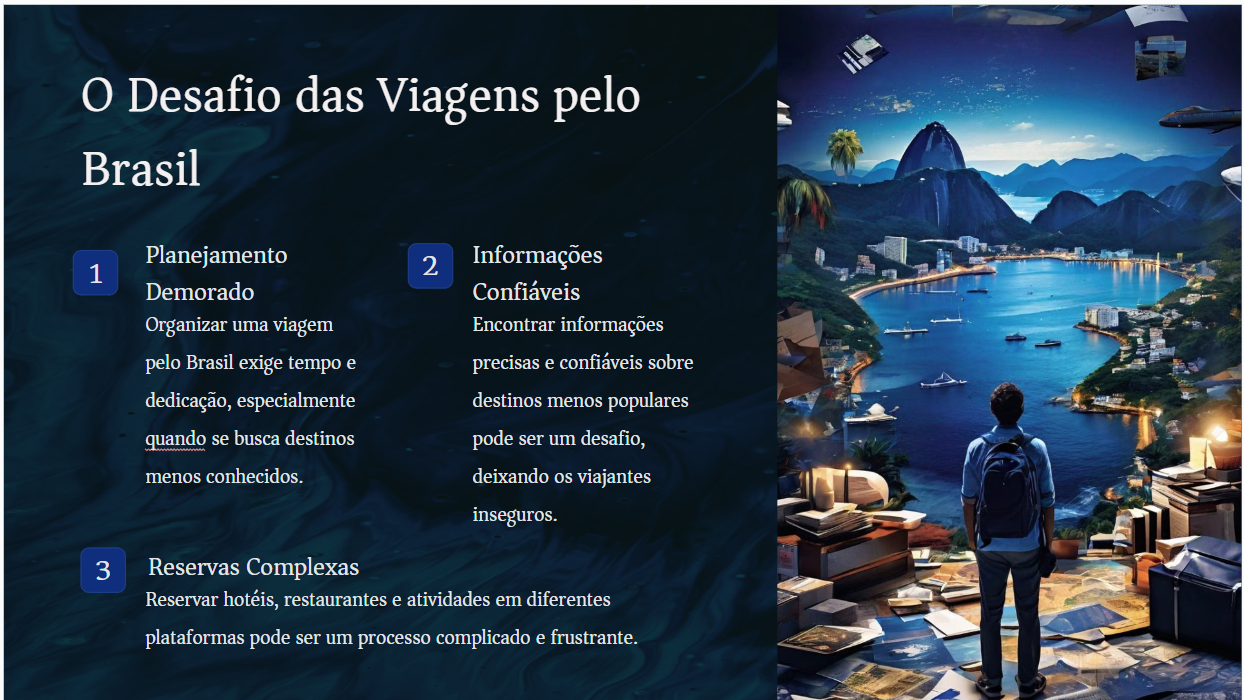 O Desafio das Viagens pelo
Brasil
1
Planejamento
Demorado
Organizar uma viagem
pelo Brasil exige tempo e
dedicação, especialmente
quando se busca destinos
menos conhecidos.
2
Informações
Confiáveis
Encontrar informações
precisas e confiáveis sobre
destinos menos populares
pode ser um desafio,
deixando os viajantes
inseguros.
3
Reservas Complexas
Reservar hotéis, restaurantes e atividades em diferentes
plataformas pode ser um processo complicado e frustrante.